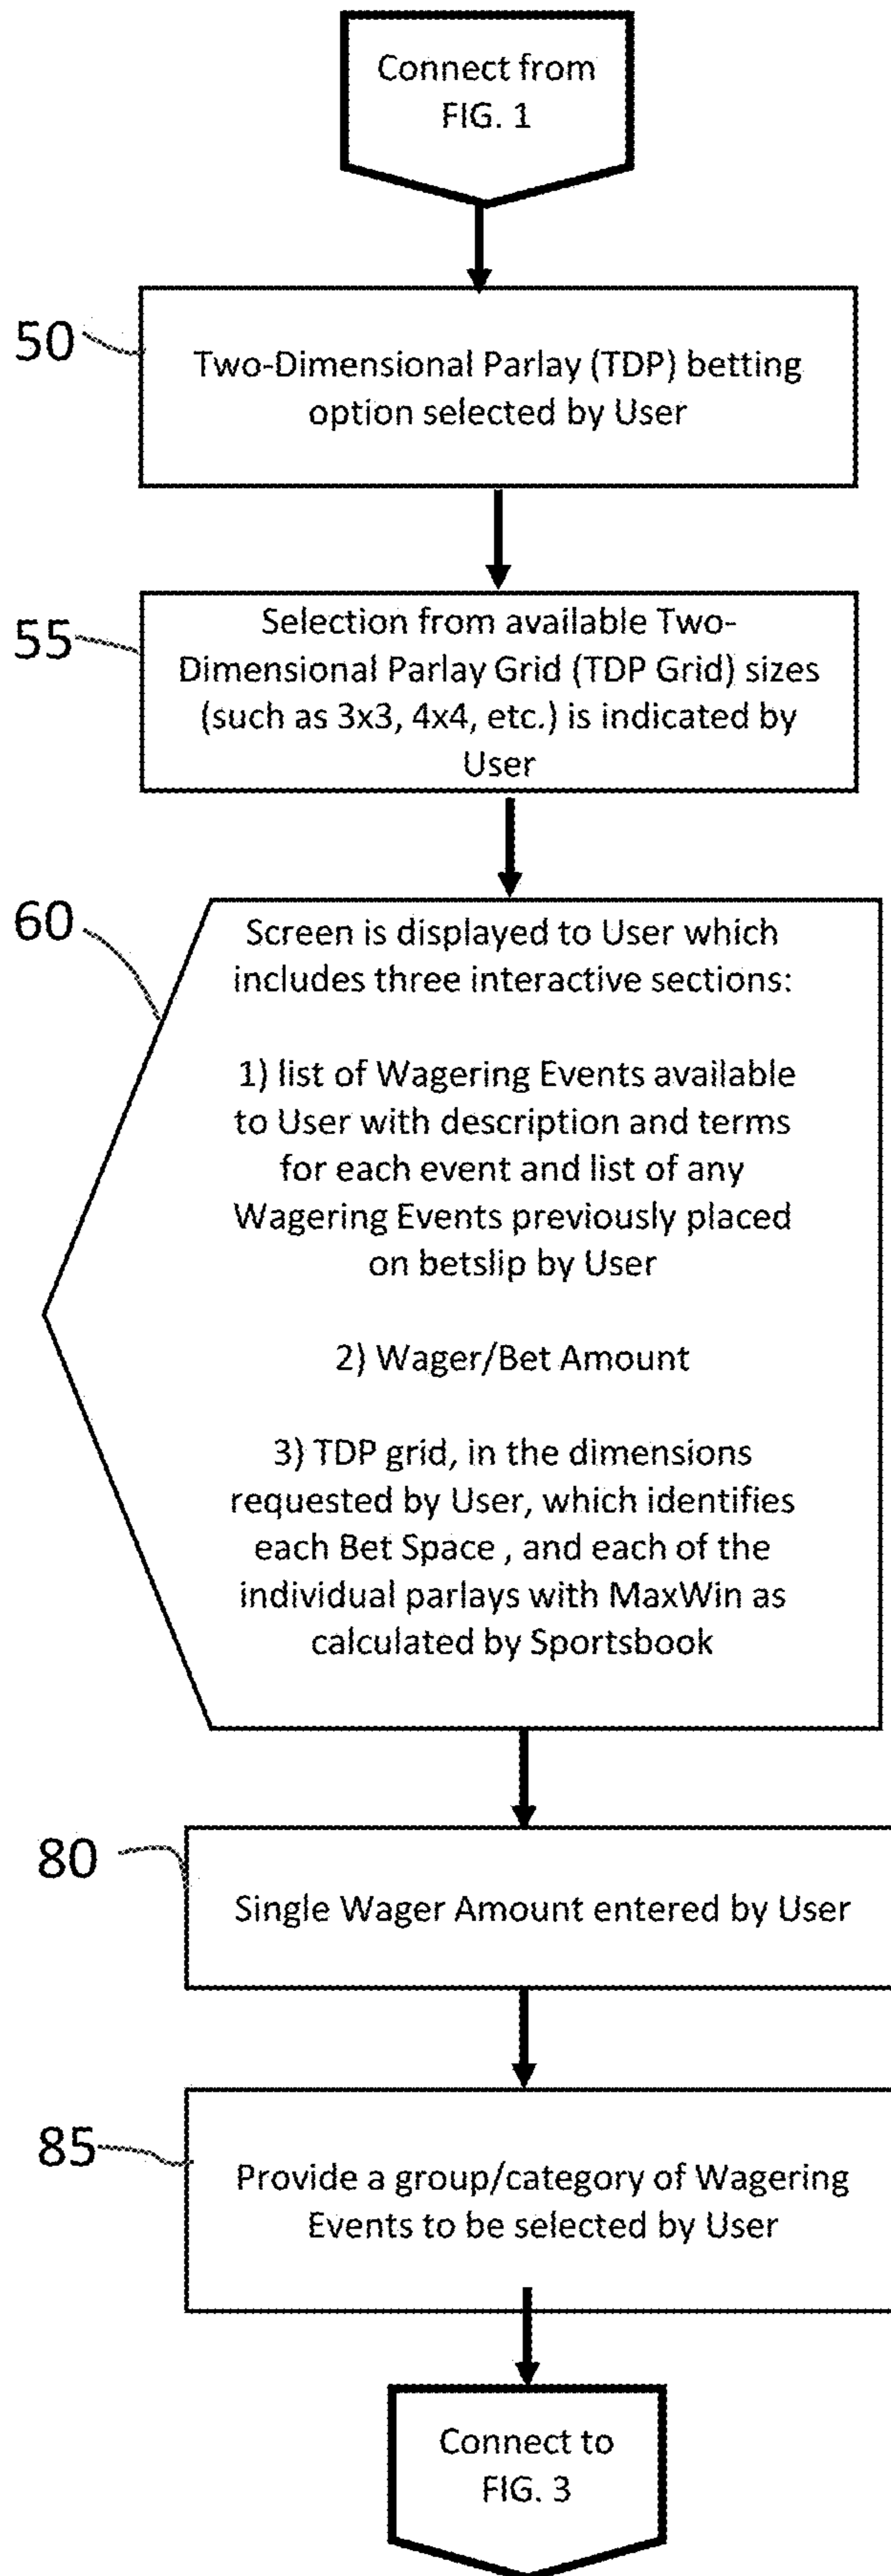 Connect from
FIG. 1
50
Two-Dimensional Parlay (TDP) betting
option selected by User
55
Selection from available Two-
Dimensional Parlay Grid (TDP Grid) sizes
(such as 3x3, 4x4, etc.) is indicated by
User
60
Screen is displayed to User which
includes three interactive sections:
1) list of Wagering Events available
to User with description and terms
for each event and list of any
Wagering Events previously placed
on betslip by User
2) Wager/Bet Amount
3) TDP grid, in the dimensions
requested by User, which identifies
each Bet Space , and each of the
individual parlays with MaxWin as
calculated by Sportsbook
80
Single Wager Amount entered by User
85
Provide a group/category of Wagering
Events to be selected by User
Connect to
FIG. 3